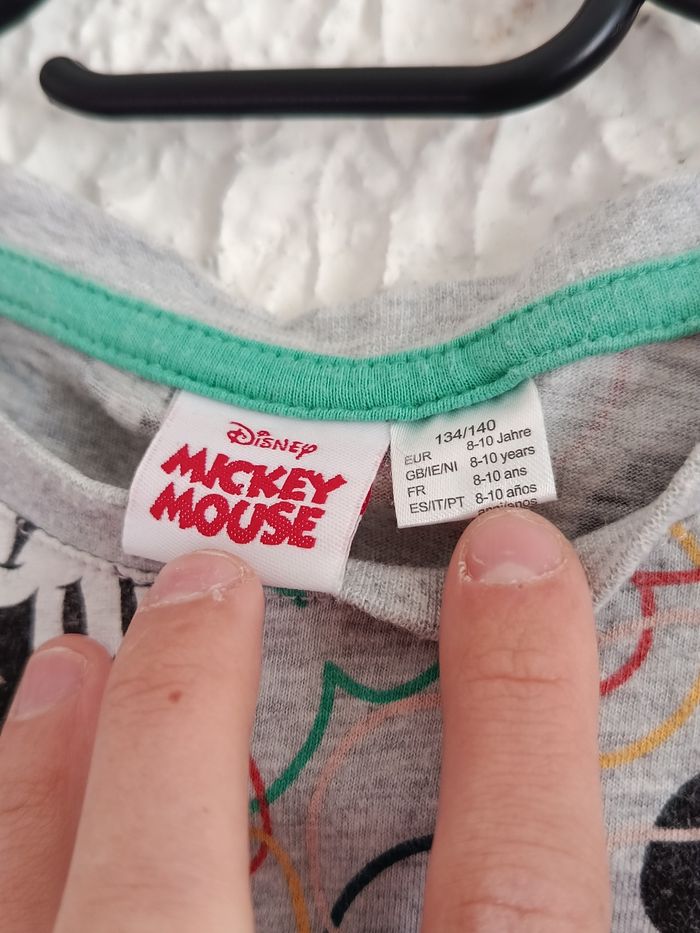 DISNEY
MICKEY
MOUSE
134/140
EUR 8-10 Jahre
GB/IE/NI 8-10 years
FR 8-10 ans
ES/IT/PT 8-10 años